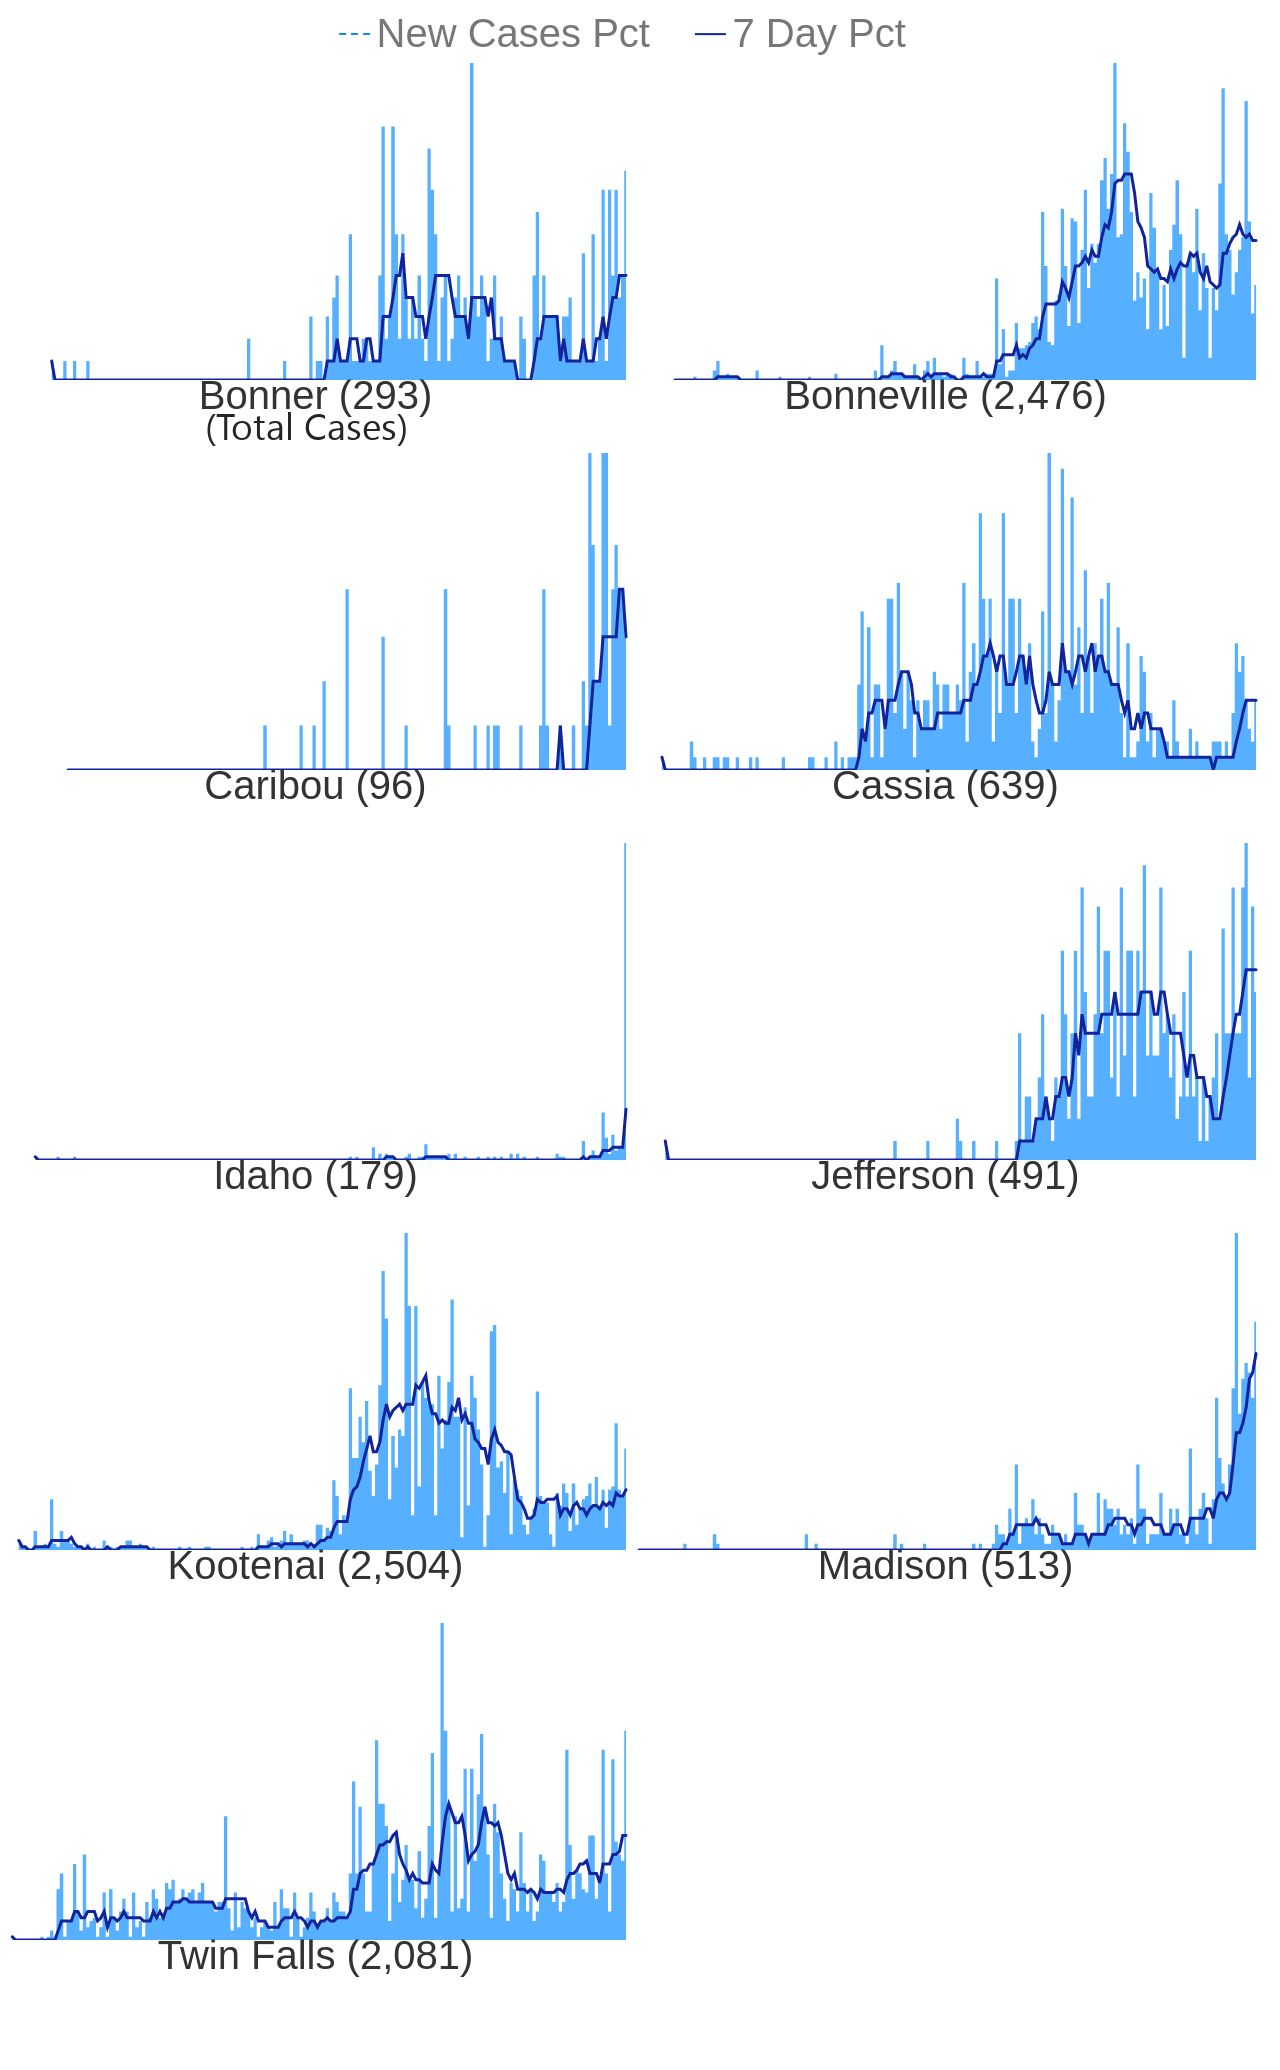 New Cases Pct 7 Day Pct
Bonner (293)
(Total Cases)
Bonneville (2,476)
Caribou (96)
Cassia (639)
Idaho (179)
Jefferson (491)
Kootenai (2,504)
Madison (513)
Twin Falls (2,081)